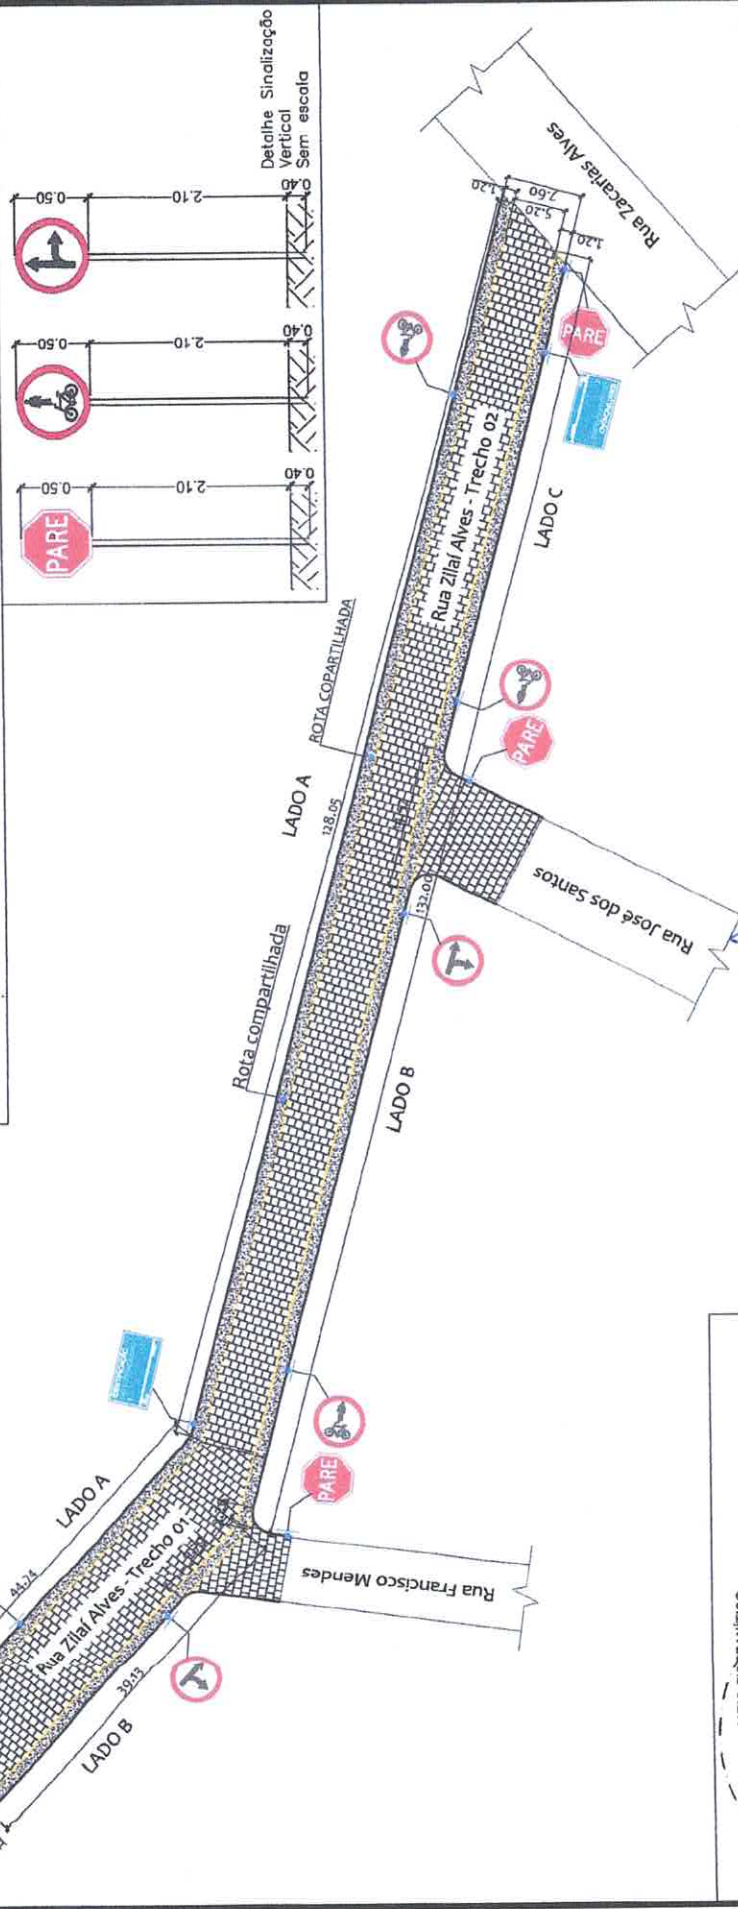 Detalhe Sinalização
Vertical
Sem escala
0.50
2.10
0.40
0.50
2.10
0.40
PARE
0.50
2.10
0.40
Rua Zacarias Alves
1.20
7.60
5.20
1.20
PARE
Rua Zilaí Alves - Trecho 02
LADO C
ROTA COPARTILHADA
LADO A
128.05
PARE
Rua José dos Santos
132.00
Rota compartilhada
LADO B
PARE
Rua Francisco Mendes
LADO A
44.74
Rua Zilaí Alves - Trecho 01
39.13
LADO B